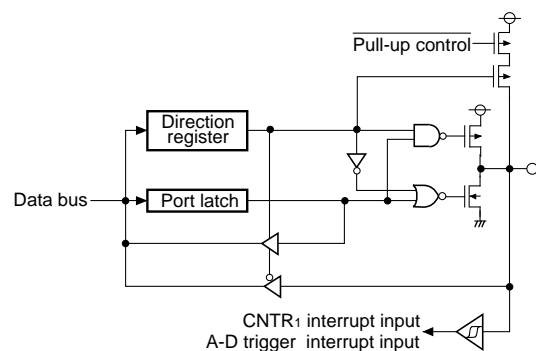 Pull-up control
Direction
register
Data bus
Port latch
CNTR₁ interrupt input
A-D trigger interrupt input